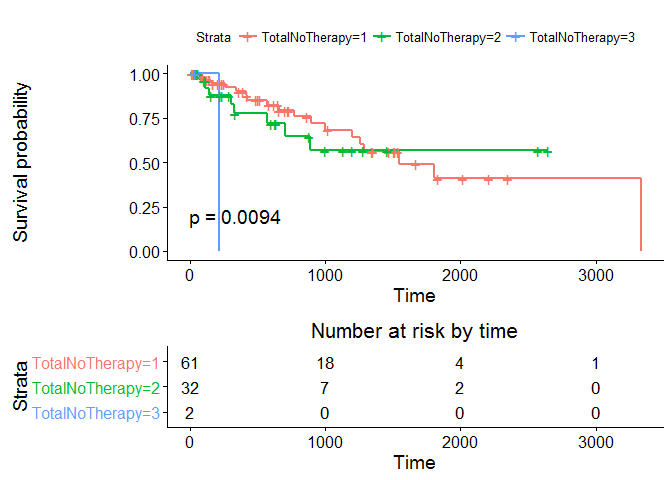 Strata TotalNoTherapy=1 TotalNoTherapy=2 TotalNoTherapy=3
Survival probability
1.00
0.75
0.50
0.25
0.00
p = 0.0094
0 1000 2000 3000
Time
Number at risk by time
Strata
TotalNoTherapy=1 61 18 4 1
TotalNoTherapy=2 32 7 2 0
TotalNoTherapy=3 2 0 0 0
0 1000 2000 3000
Time